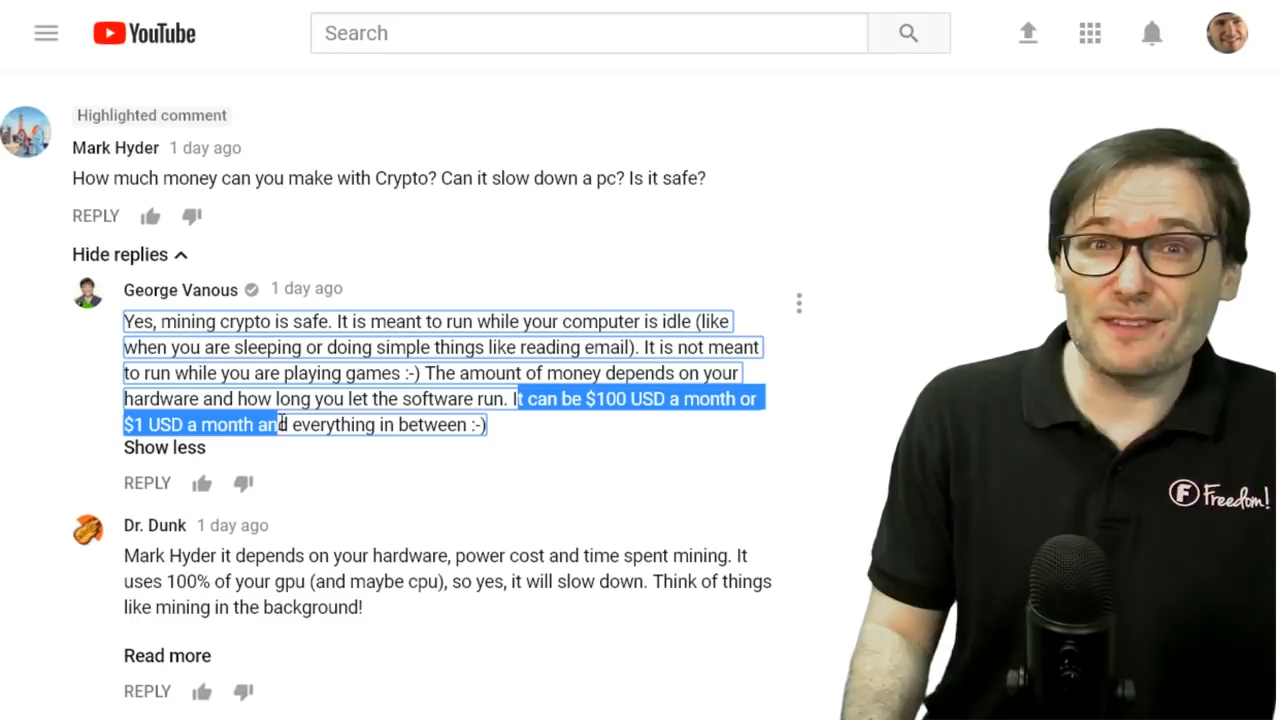 YouTube
Search
Highlighted comment
Mark Hyder 1 day ago
How much money can you make with Crypto? Can it slow down a pc? Is it safe?
REPLY
Hide replies
George Vanous 1 day ago
Yes, mining crypto is safe. It is meant to run while your computer is idle (like
when you are sleeping or doing simple things like reading email). It is not meant
to run while you are playing games :-) The amount of money depends on your
hardware and how long you let the software run. It can be $100 USD a month or
$1 USD a month and everything in between :-)
Show less
REPLY
Dr. Dunk 1 day ago
Mark Hyder it depends on your hardware, power cost and time spent mining. It
uses 100% of your gpu (and maybe cpu), so yes, it will slow down. Think of things
like mining in the background!
Read more
REPLY
F Freedom!